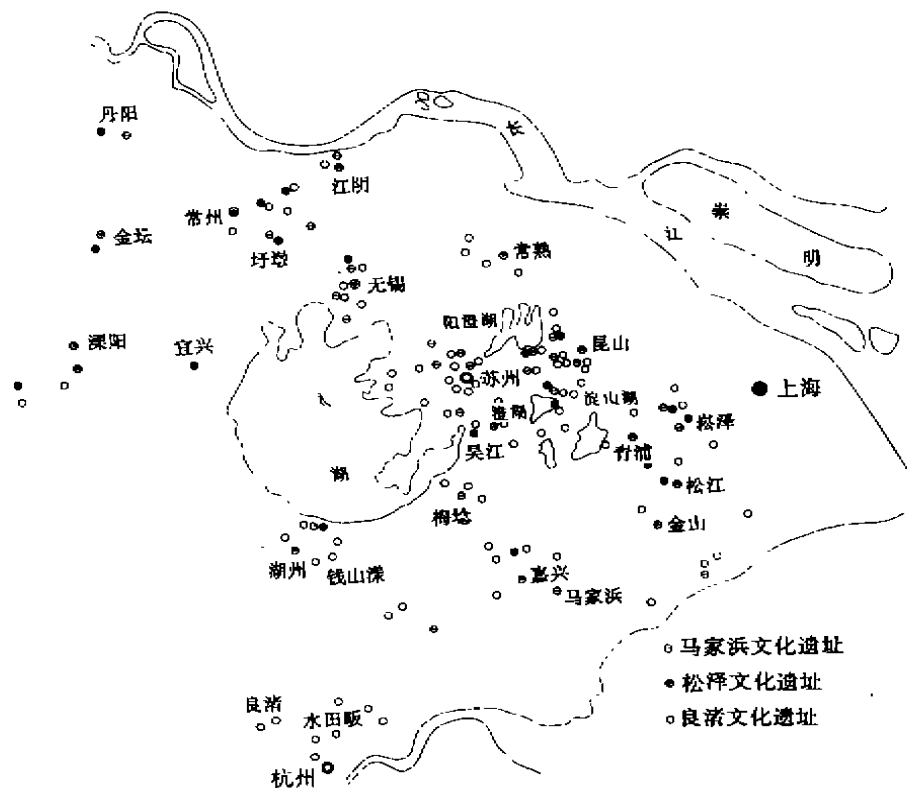 丹阳
东
江阴
崇
常州
江
明
金坛
圩墩
常熟
无锡
阳澄湖
溧阳
宜兴
昆山
苏州
上海
澄湖
淀山湖
崧泽
吴江
青浦
湖
松江
梅埝
金山
湖州
钱山漾
嘉兴
马家浜
马家浜文化遗址
松泽文化遗址
良渚
水田畈
良渚文化遗址
杭州